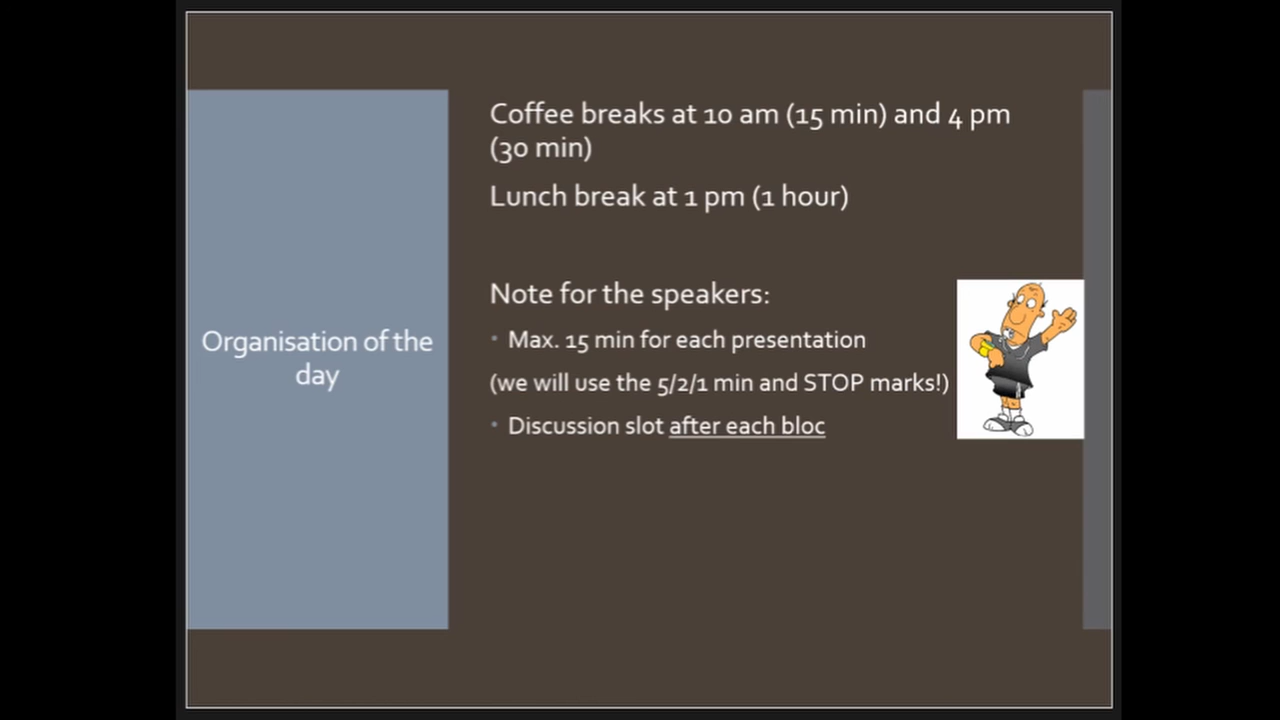 Organisation of the
day
Coffee breaks at 10 am (15 min) and 4 pm
(30 min)
Lunch break at 1 pm (1 hour)
Note for the speakers:
• Max. 15 min for each presentation
(we will use the 5/2/1 min and STOP marks!)
• Discussion slot after each bloc